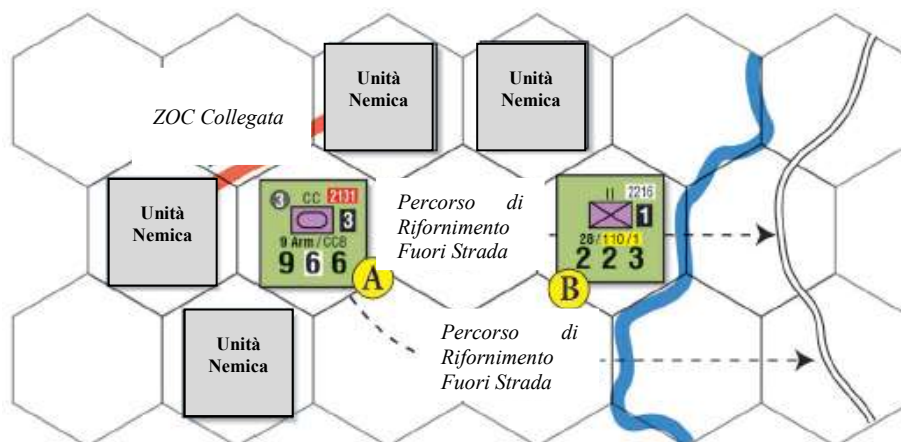 Unità
Nemica
Unità
Nemica
ZOC Collegata
Unità
Nemica
3 CC 2131
3
9 Arm/CCB
9 6 6
A
Percorso di
Rifornimento
Fuori Strada
II 2216
1
28/110/1
2 2 3
B
Unità
Nemica
Percorso di
Rifornimento
Fuori Strada